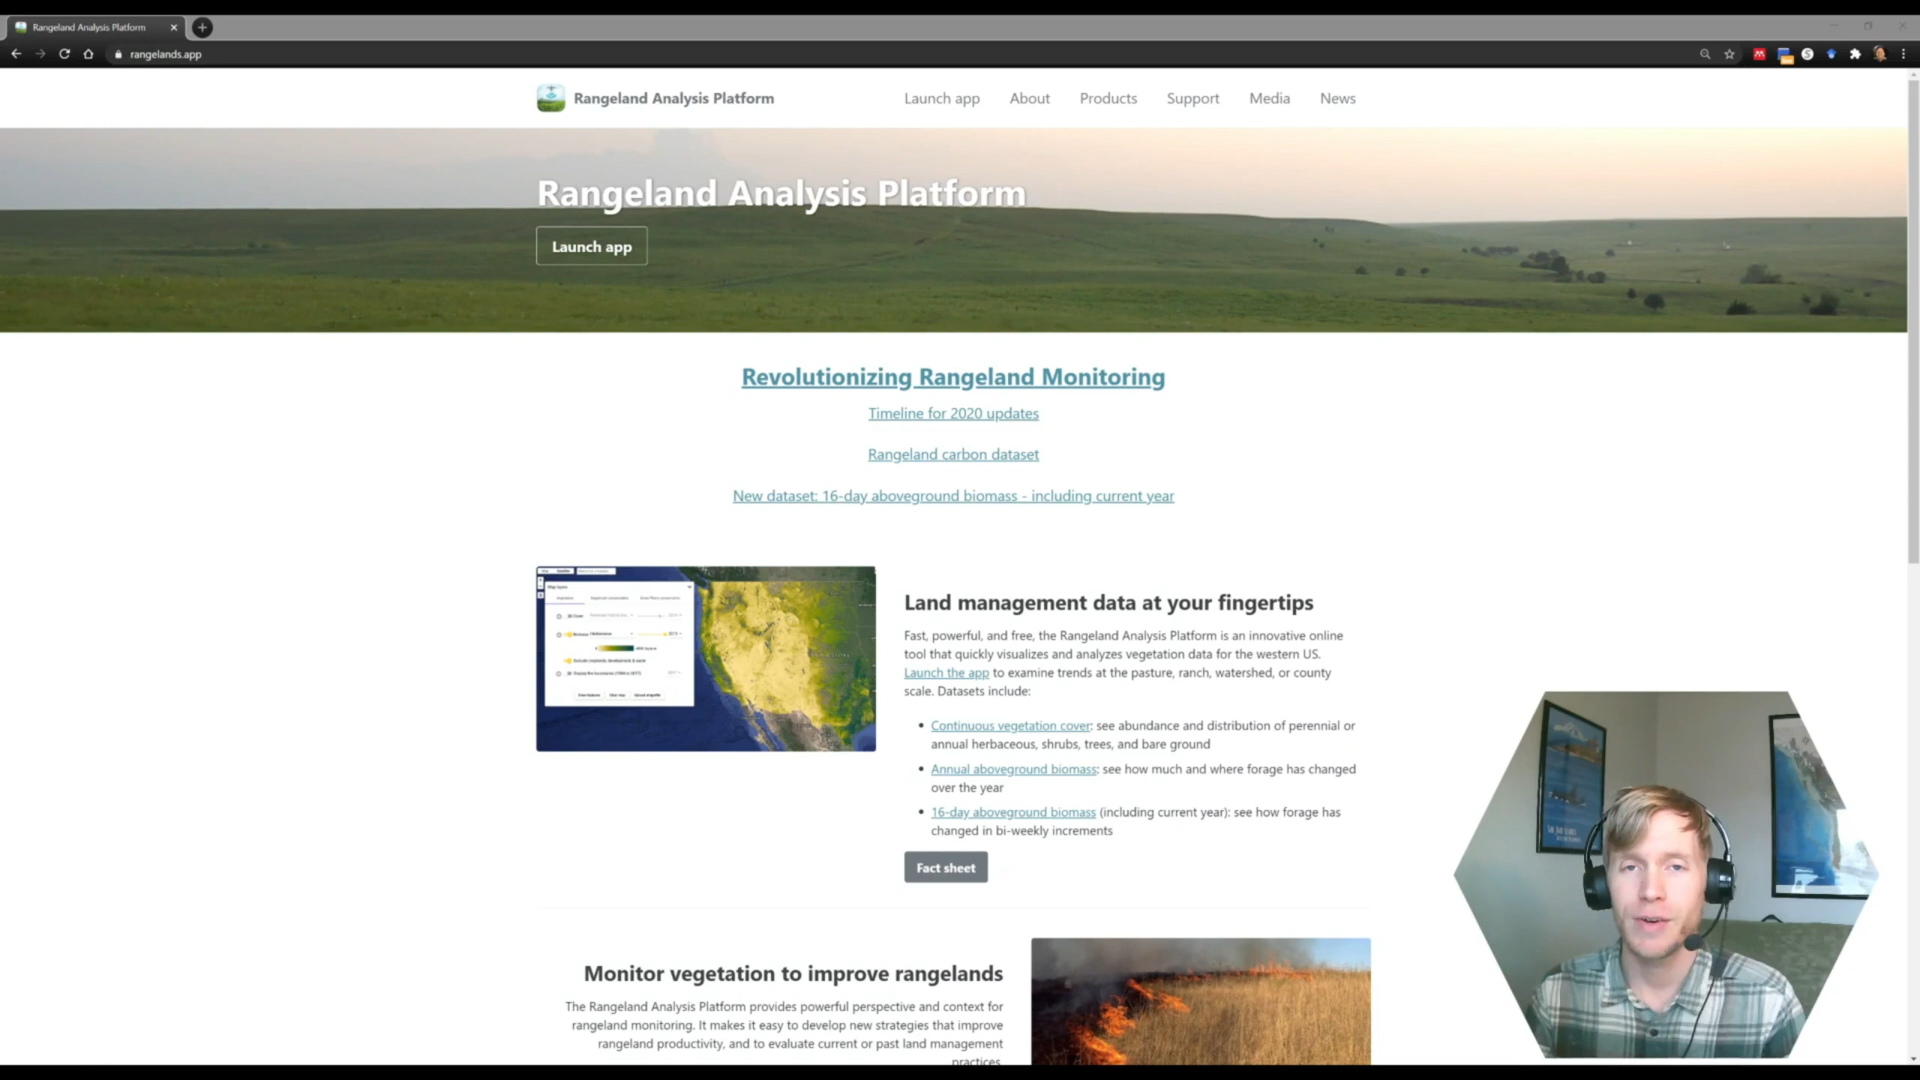 Rangeland Analysis Platform
rangelands.app
Rangeland Analysis Platform
Launch app
About
Products
Support
Media
News
Rangeland Analysis Platform
Launch app
Revolutionizing Rangeland Monitoring
Timeline for 2020 updates
Rangeland carbon dataset
New dataset: 16-day aboveground biomass - including current year
Land management data at your fingertips
Fast, powerful, and free, the Rangeland Analysis Platform is an innovative online
tool that quickly visualizes and analyzes vegetation data for the western US.
Launch the app to examine trends at the pasture, ranch, watershed, or county
scale. Datasets include:
• Continuous vegetation cover: see abundance and distribution of perennial or
annual herbaceous, shrubs, trees, and bare ground
• Annual aboveground biomass: see how much and where forage has changed
over the year
• 16-day aboveground biomass (including current year): see how forage has
changed in bi-weekly increments
Fact sheet
Monitor vegetation to improve rangelands
The Rangeland Analysis Platform provides powerful perspective and context for
rangeland monitoring. It makes it easy to develop new strategies that improve
rangeland productivity, and to evaluate current or past land management
practices.